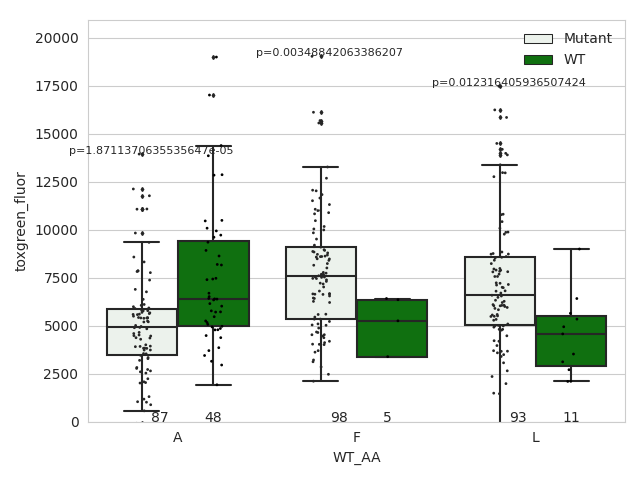 20000
17500
15000
12500
10000
7500
5000
2500
0
toxgreen_fluor
p=1.8711370635535647e-05
p=0.00348842063386207
p=0.012316405936507424
Mutant
WT
87 48 98 5 93 11
A F L
WT_AA